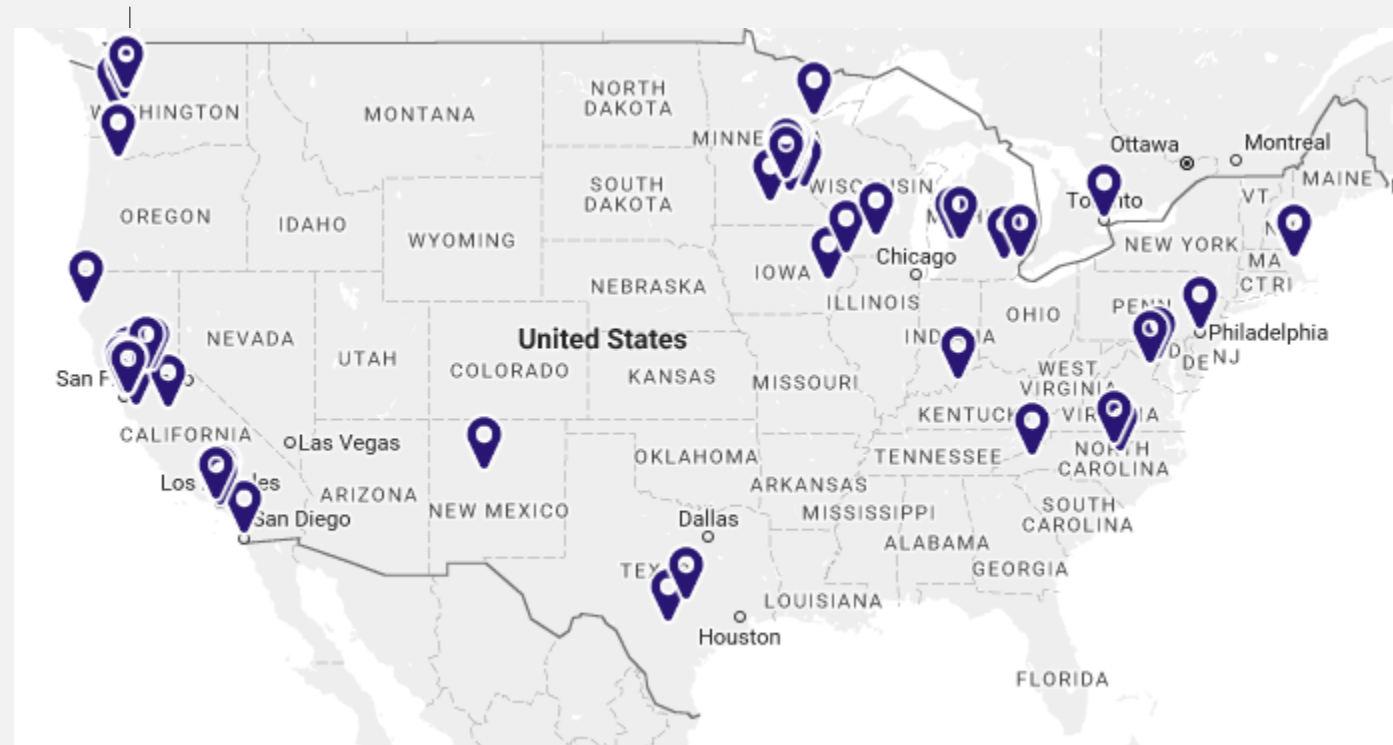 NORTH
DAKOTA
MONTANA
MINNE
Ottawa
Montreal
MAINE
VT
OREGON
IDAHO
SOUTH
DAKOTA
WYOMING
NEW YORK
MA
CT RI
Chicago
IOWA
NEBRASKA
ILLINOIS
OHIO
PENN
Philadelphia
NEVADA
United States
UTAH
COLORADO
KANSAS
MISSOURI
WEST
VIRGINIA
DE
NJ
San F
KENTUC
CALIFORNIA
Las Vegas
OKLAHOMA
TENNESSEE
NORTH
CAROLINA
Los
les
ARIZONA
NEW MEXICO
ARKANSAS
San Diego
Dallas
MISSISSIPPI
SOUTH
CAROLINA
ALABAMA
GEORGIA
TEX
LOUISIANA
Houston
FLORIDA